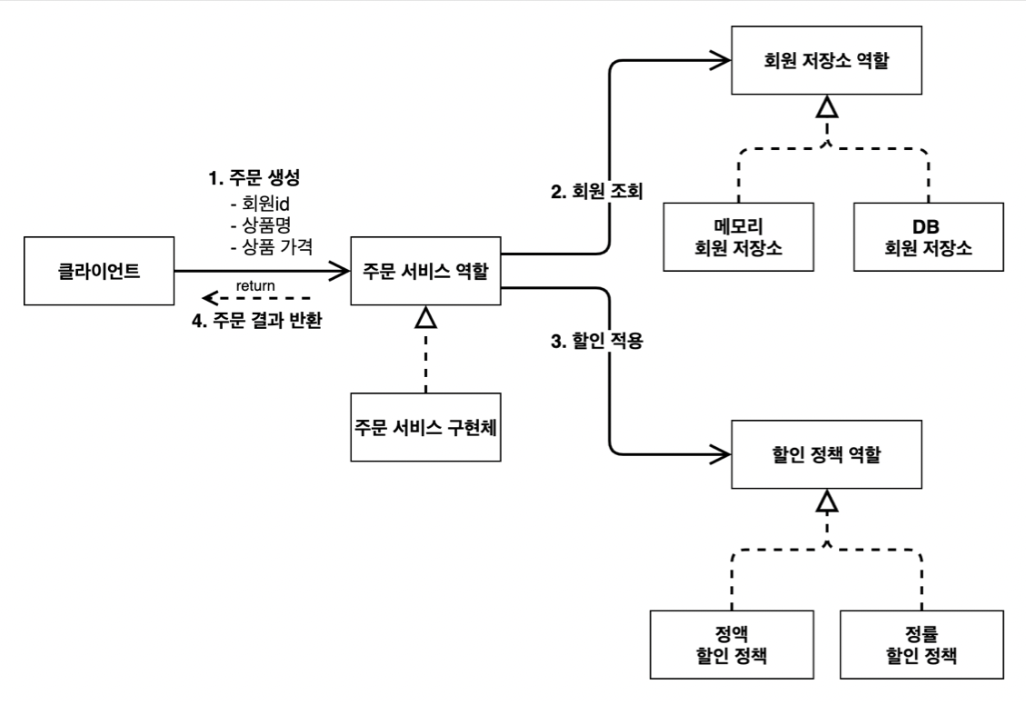 회원 저장소 역할
1. 주문 생성
- 회원id
- 상품명
- 상품 가격
2. 회원 조회
메모리
회원 저장소
DB
회원 저장소
클라이언트
주문 서비스 역할
return
4. 주문 결과 반환
3. 할인 적용
주문 서비스 구현체
할인 정책 역할
정액
할인 정책
정률
할인 정책